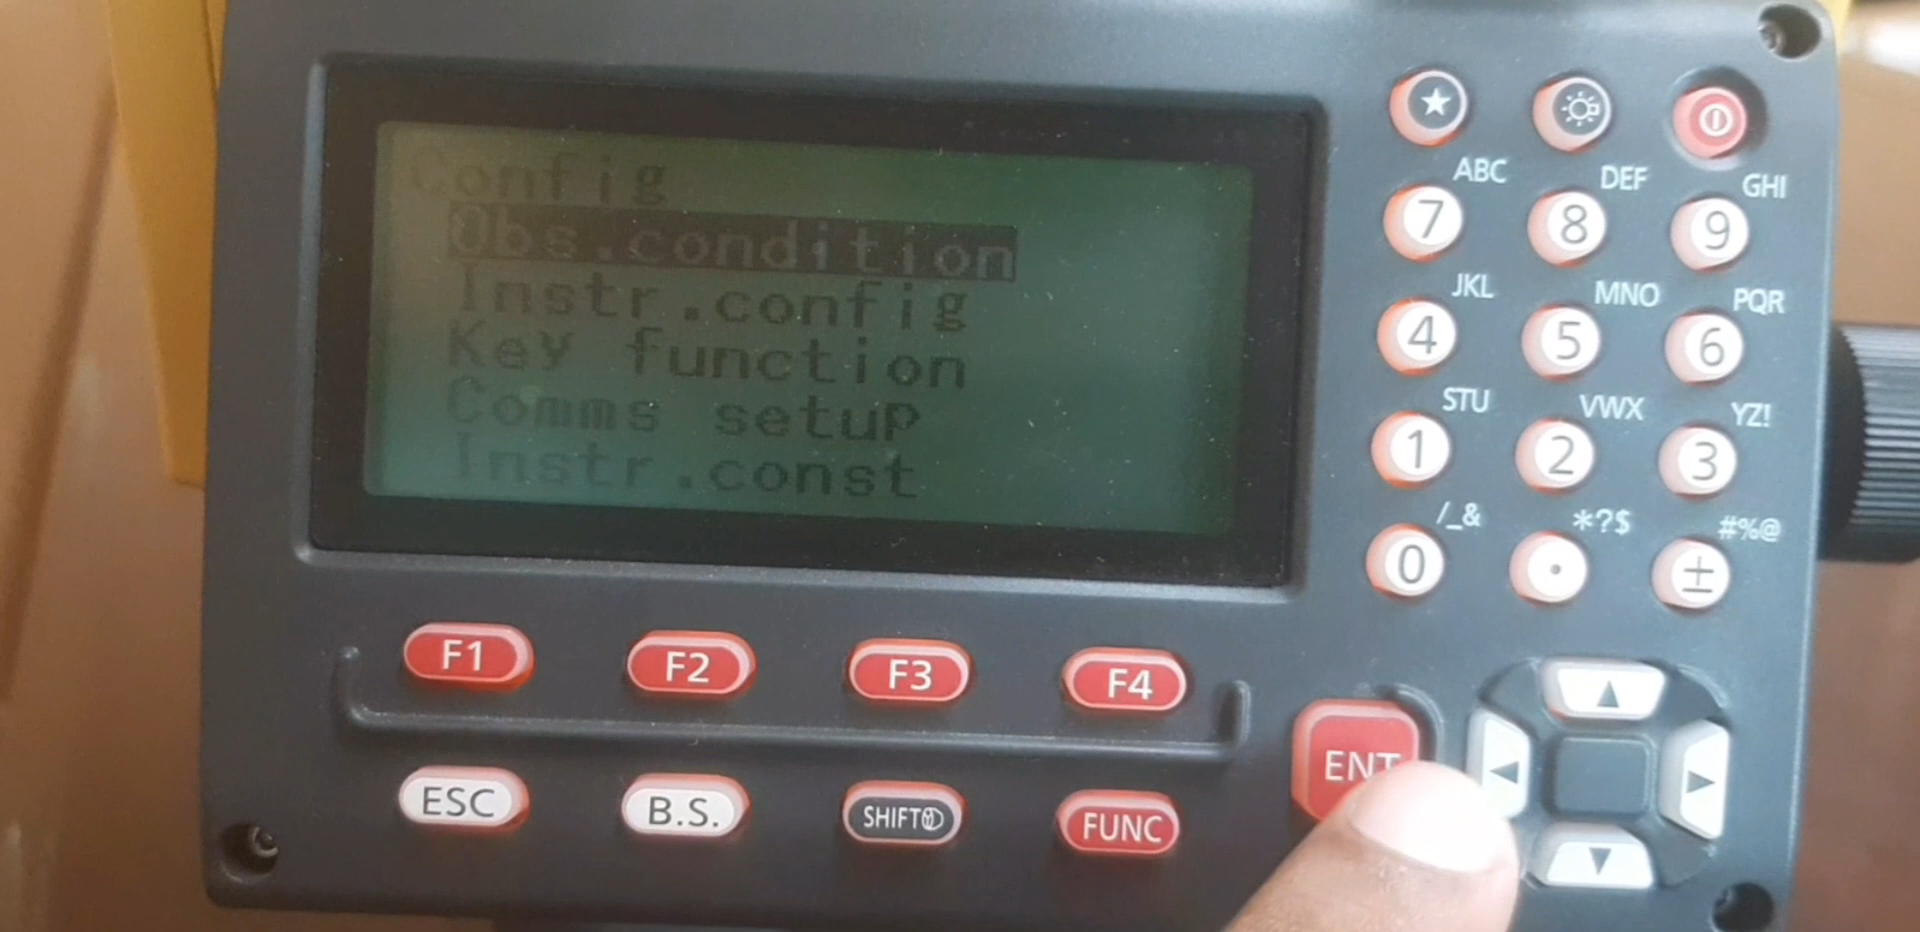 Config
Obs.condition
Instr.config
Key function
Comms setup
Instr.const
ABC DEF GHI
7 8 9
JKL MNO PQR
4 5 6
STU VWX YZ!
1 2 3
/_& *?$ #%@
0 . ±
F1 F2 F3 F4
ENT
ESC B.S. SHIFT FUNC